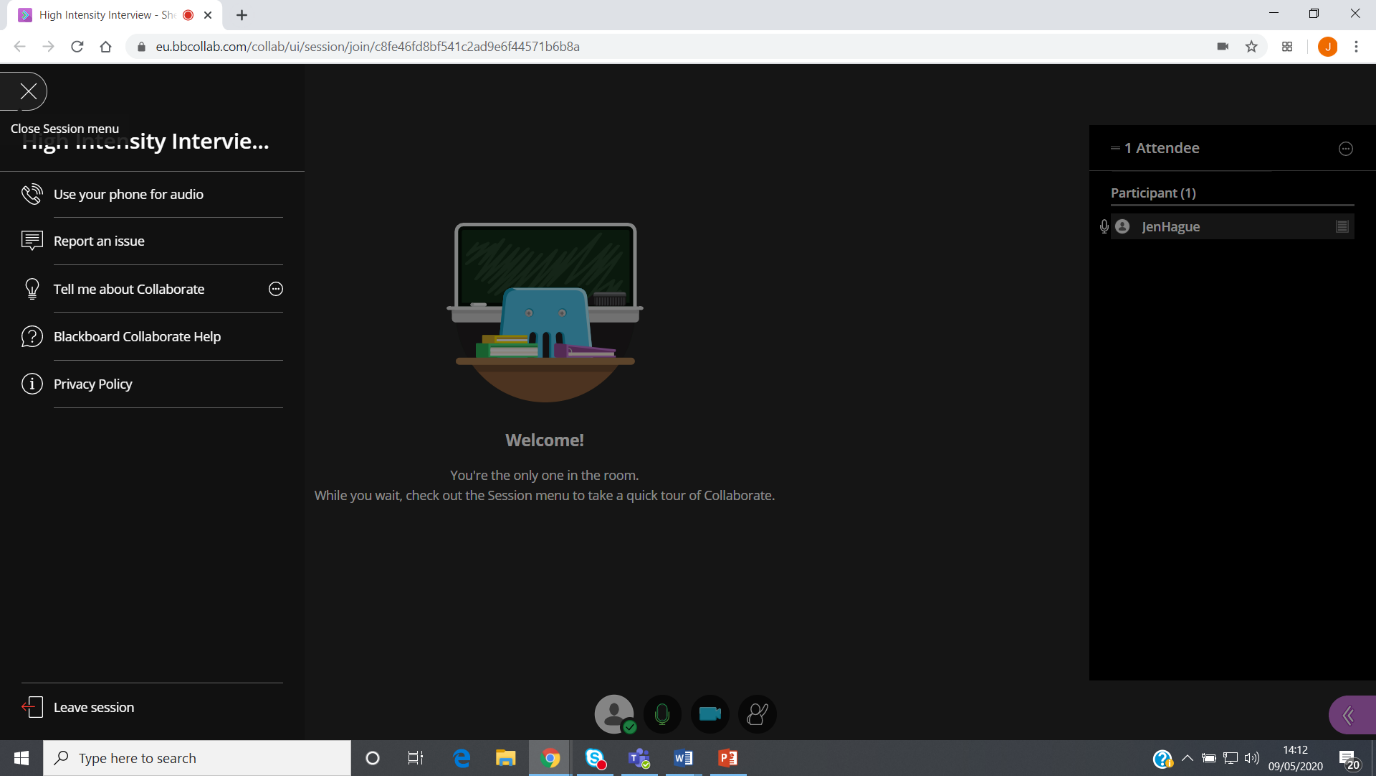 High Intensity Interview - She
eu.bbcollab.com/collab/ui/session/join/c8fe46fd8bf541c2ad9e6f44571b6b8a
J
Close Session menu
High Intensity Intervie...
1 Attendee
Use your phone for audio
Participant (1)
JenHague
Report an issue
Tell me about Collaborate
Blackboard Collaborate Help
Privacy Policy
Welcome!
You're the only one in the room.
While you wait, check out the Session menu to take a quick tour of Collaborate.
Leave session
Type here to search
14:12
09/05/2020
20